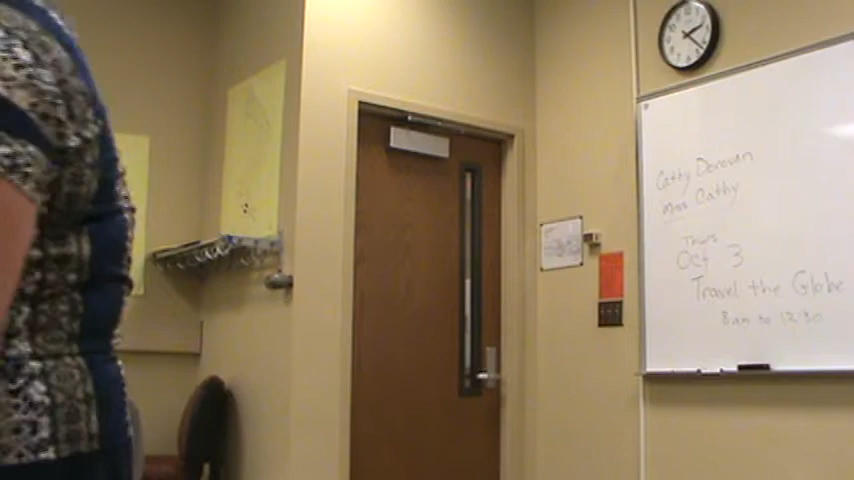 Cathy Donovan
Miss Cathy
Thurs
Oct 3
Travel the Globe
8am to 12:30